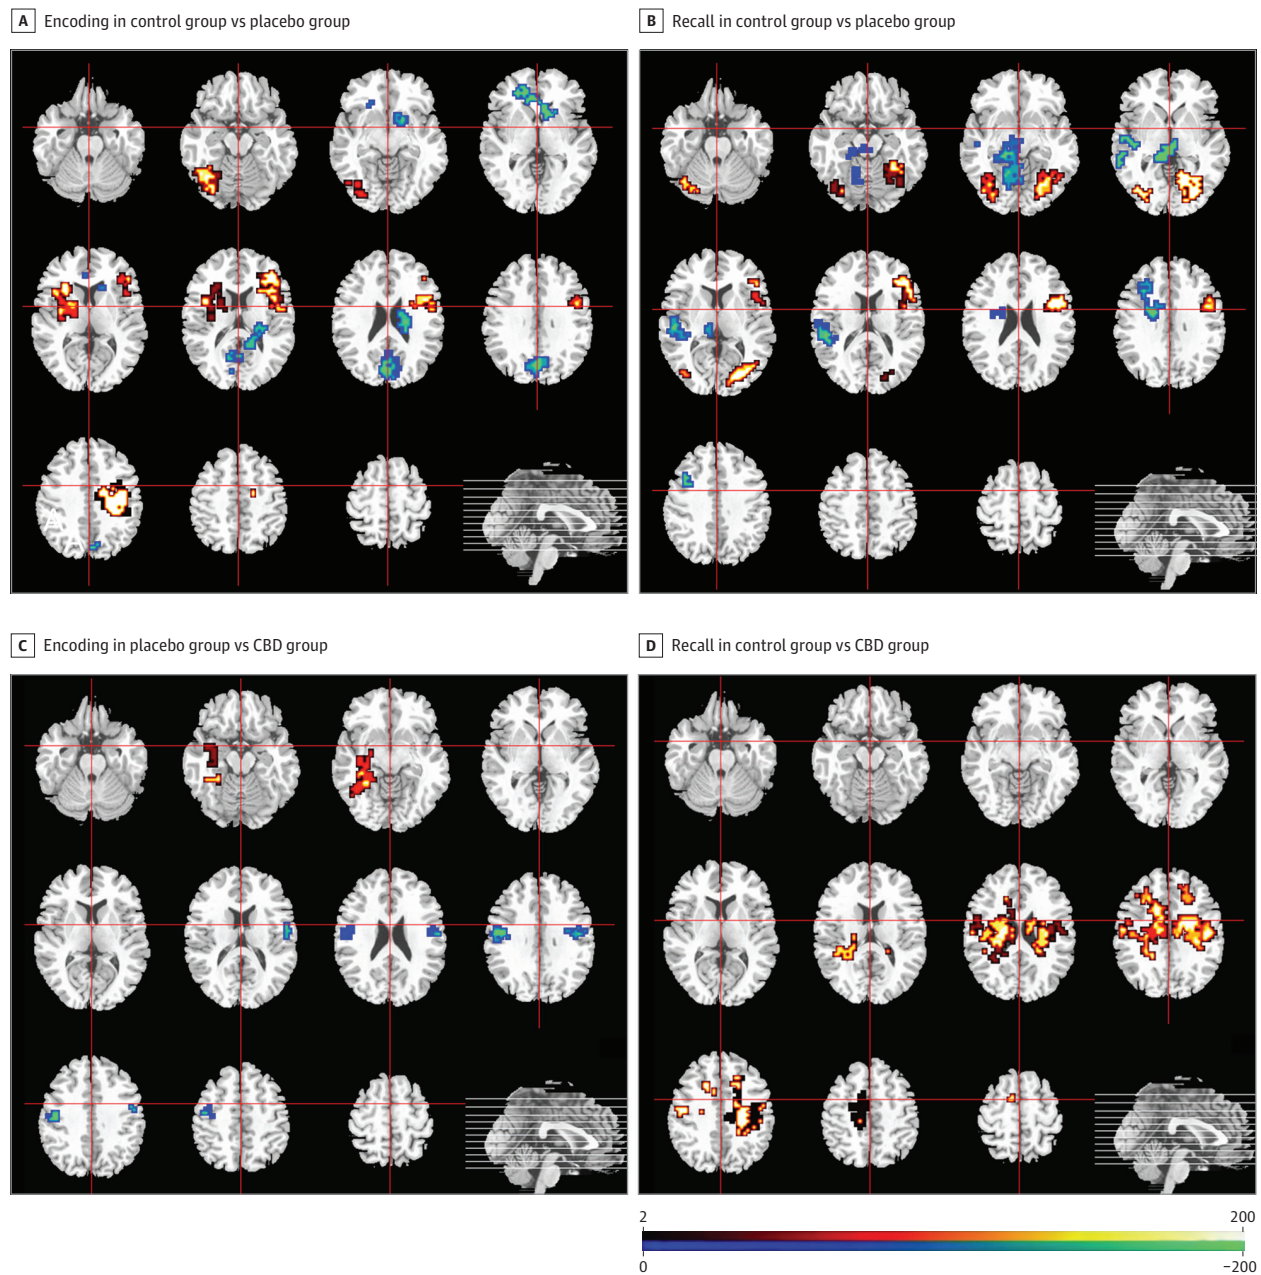 A Encoding in control group vs placebo group
B Recall in control group vs placebo group
A
C Encoding in placebo group vs CBD group
D Recall in control group vs CBD group
2 200
0 −200